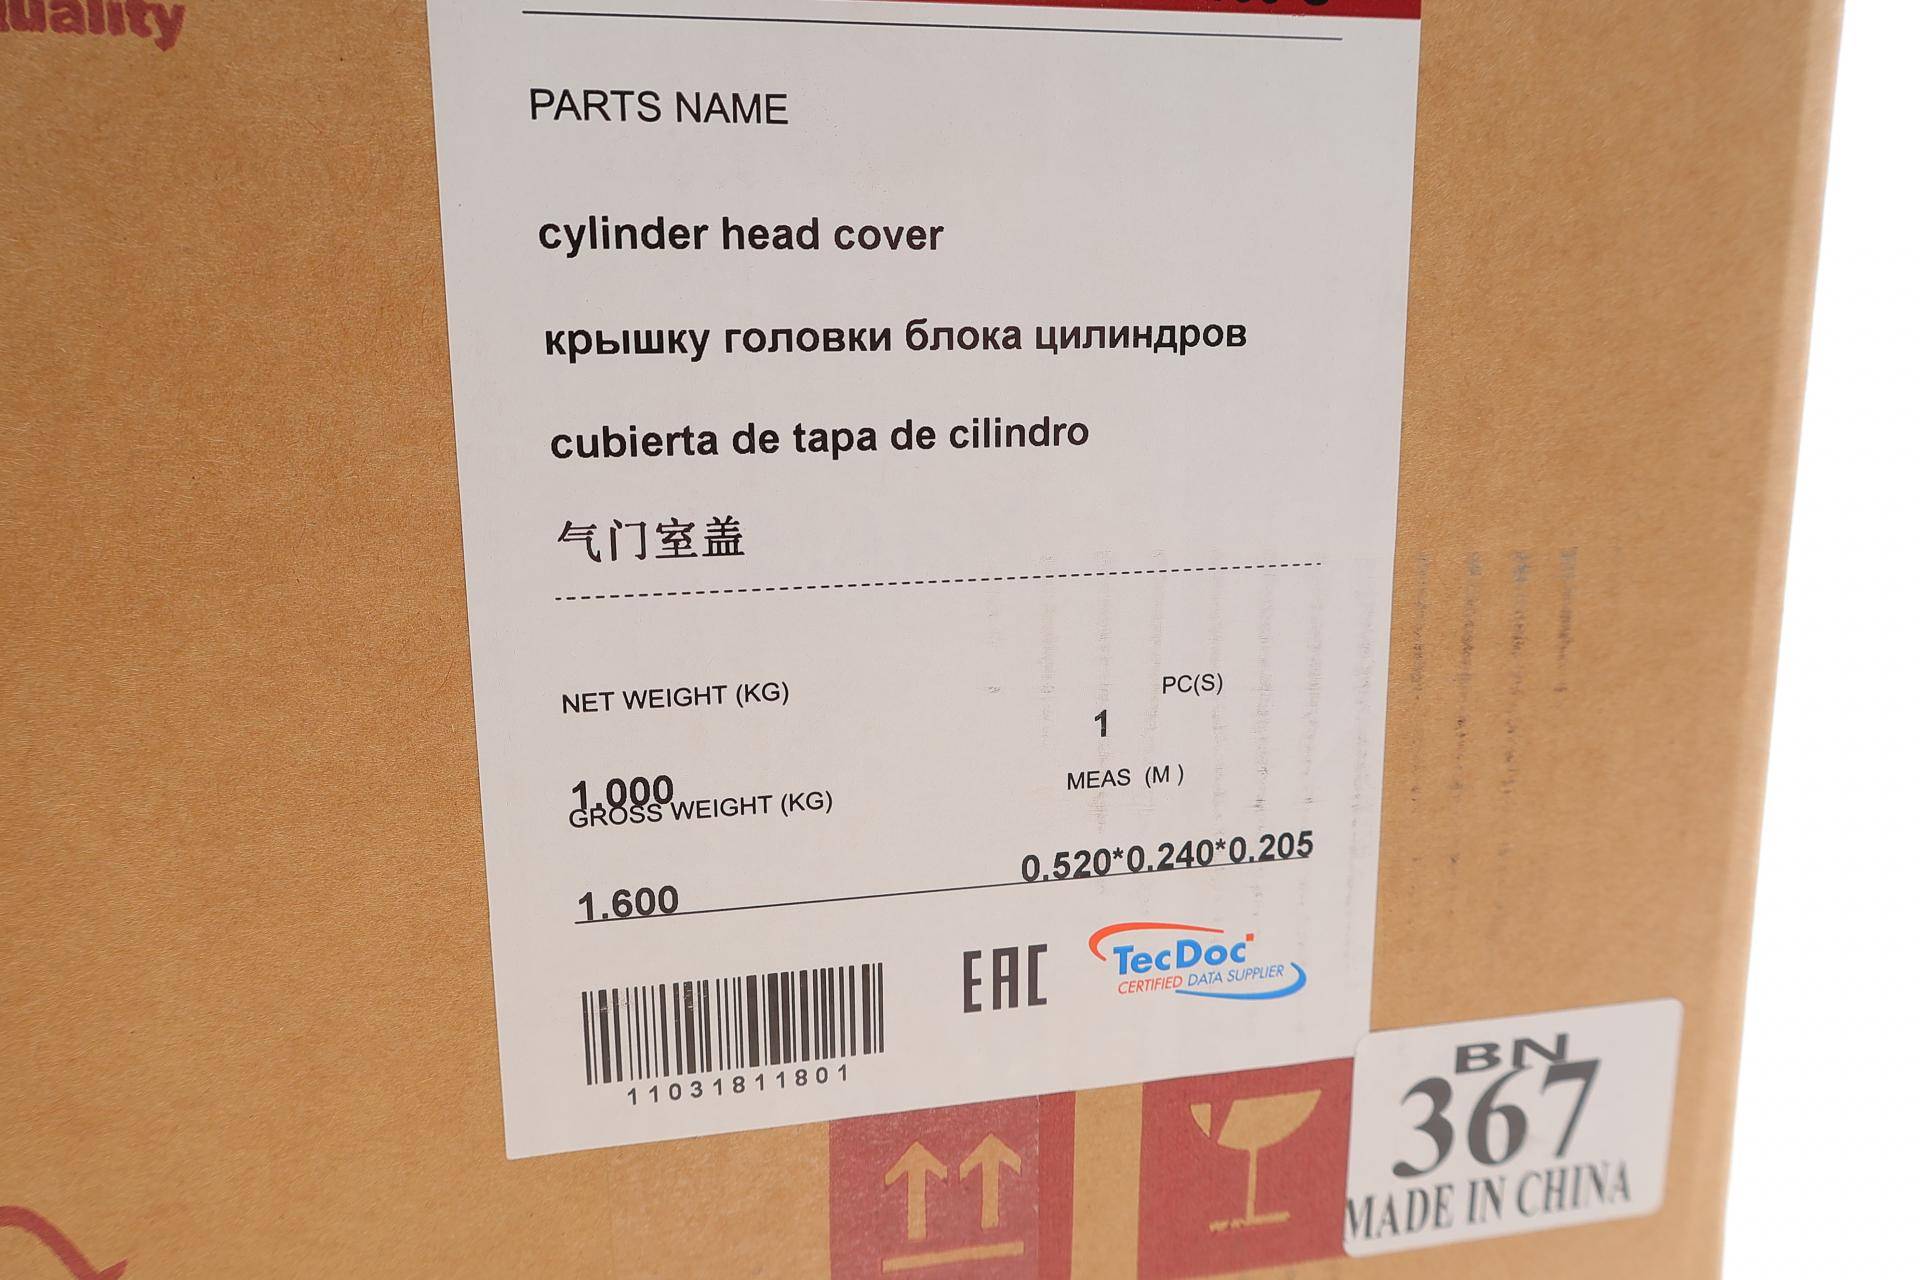 quality
PARTS NAME
cylinder head cover
крышку головки блока цилиндров
cubierta de tapa de cilindro
气门室盖
NET WEIGHT (KG)
PC(S)
1
1.000
MEAS (M )
GROSS WEIGHT (KG)
0.520*0.240*0.205
1.600
EAC
TecDoc
CERTIFIED DATA SUPPLIER
11031811801
BN
367
MADE IN CHINA